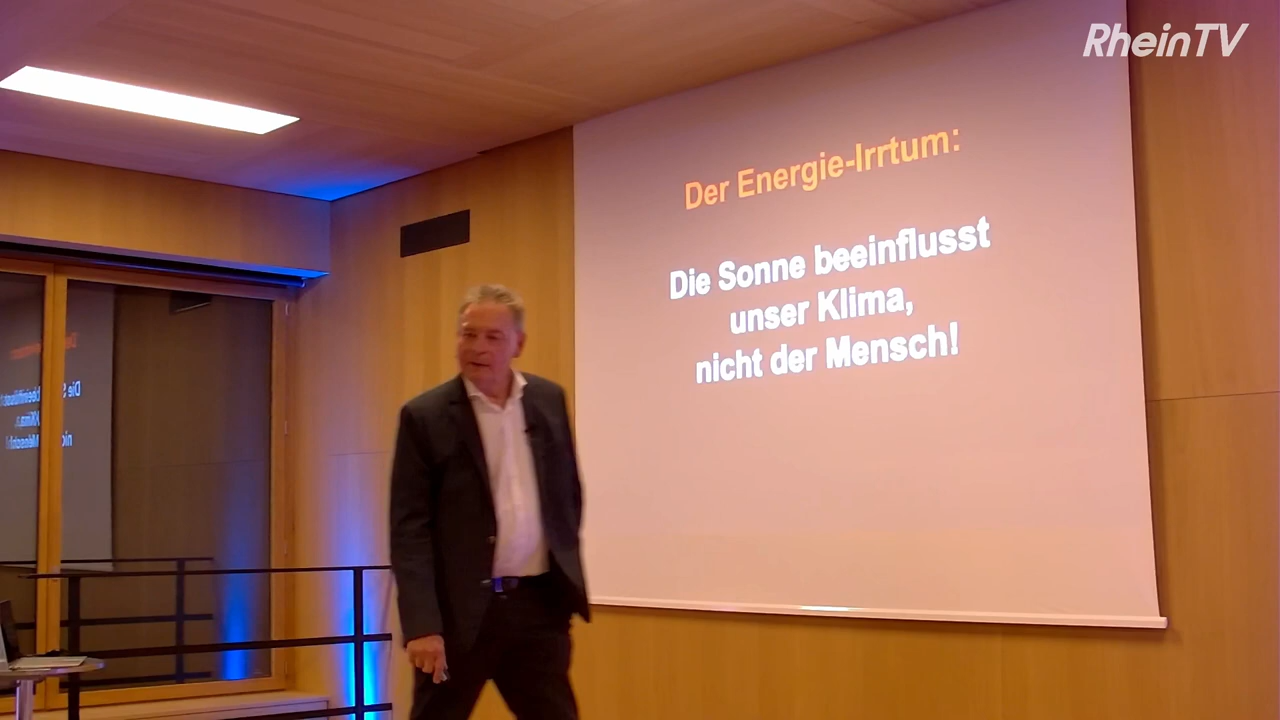 RheinTV
Der Energie-Irrtum:
Die Sonne beeinflusst
unser Klima,
nicht der Mensch!